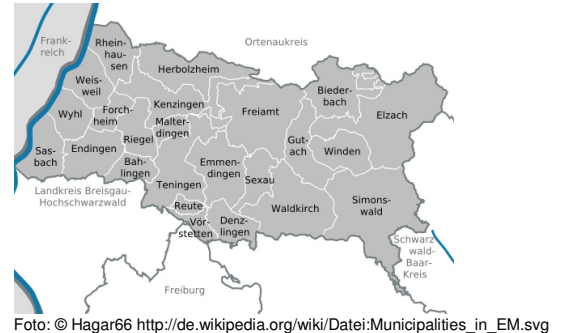 Frank-
reich
Rhein-
hau-
sen
Ortenaukreis
Herbolzheim
Weis-
weil
Bieder-
bach
Elzach
Kenzingen
Freiamt
Wyhl
Forch-
heim
Malter-
dingen
Riegel
Gut-
ach
Winden
Sas-
bach
Endingen
Bah-
lingen
Emmen-
dingen
Sexau
Teningen
Simons-
wald
Landkreis Breisgau-
Hochschwarzwald
Reute
Waldkirch
Vör-
stetten
Denz-
lingen
Schwarz
wald-
Baar-
Kreis
Freiburg
Foto: © Hagar66 http://de.wikipedia.org/wiki/Datei:Municipalities_in_EM.svg